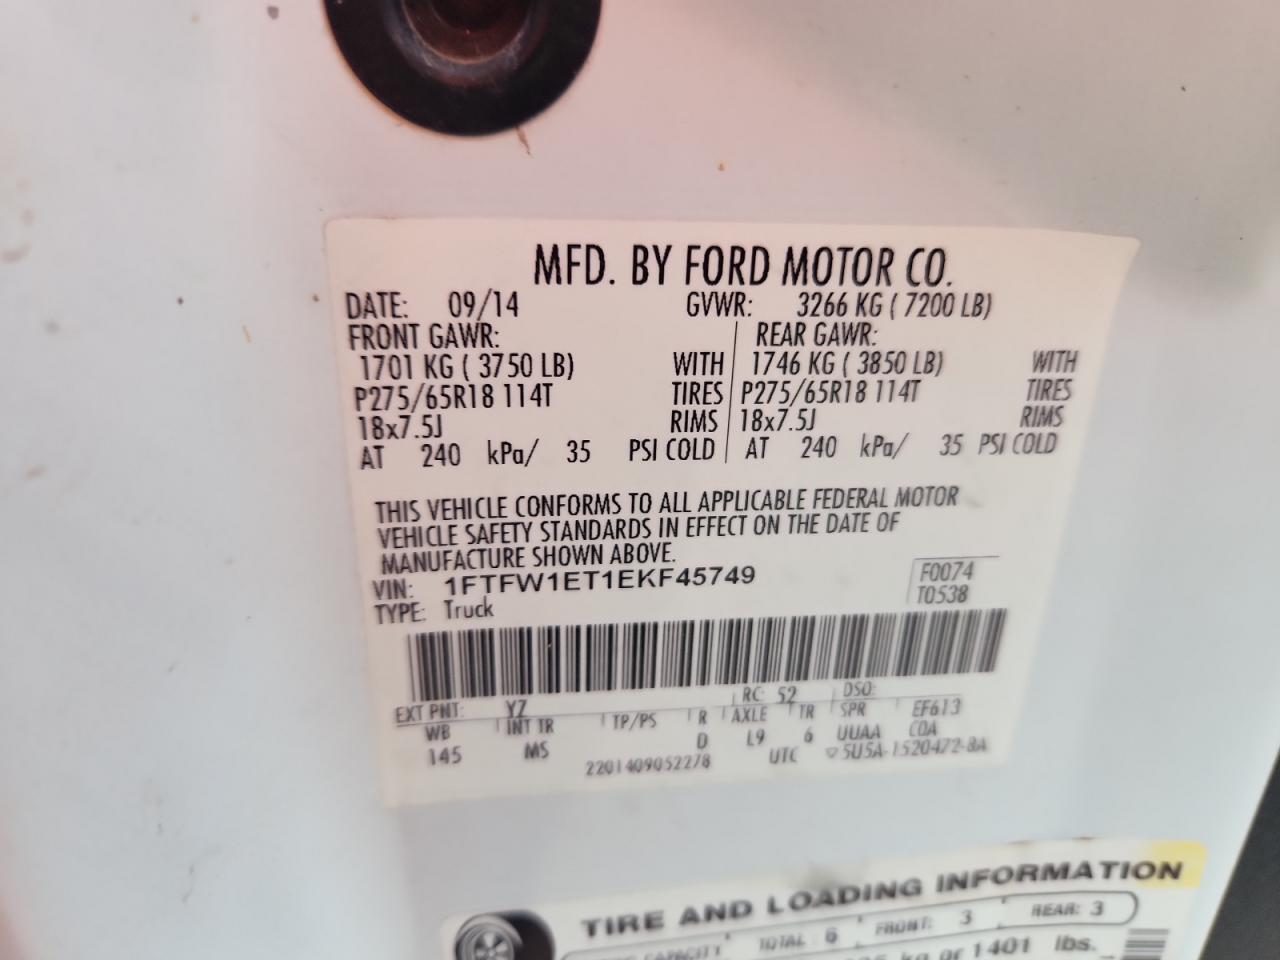 MFD. BY FORD MOTOR CO.
DATE: 09/14 GVWR: 3266 KG ( 7200 LB)
FRONT GAWR: REAR GAWR:
1701 KG ( 3750 LB) WITH 1746 KG ( 3850 LB) WITH
P275/65R18 114T TIRES P275/65R18 114T TIRES
18x7.5J RIMS 18x7.5J RIMS
AT 240 kPa/ 35 PSI COLD AT 240 kPa/ 35 PSI COLD
THIS VEHICLE CONFORMS TO ALL APPLICABLE FEDERAL MOTOR
VEHICLE SAFETY STANDARDS IN EFFECT ON THE DATE OF
MANUFACTURE SHOWN ABOVE.
VIN: 1FTFW1ET1EKF45749 F0074
TYPE: Truck T0538
RC: 52 DSO:
EXT PNT: YZ EF613
WB INT TR TP/PS R AXLE TR SPR
145 MS D L9 6 UUAA COA
2201409052278 UTC ▽5U5A-1520472-BA
TIRE AND LOADING INFORMATION
CAPACITY TOTAL 6 FRONT: 3 REAR: 3
kg or 1401 lbs.